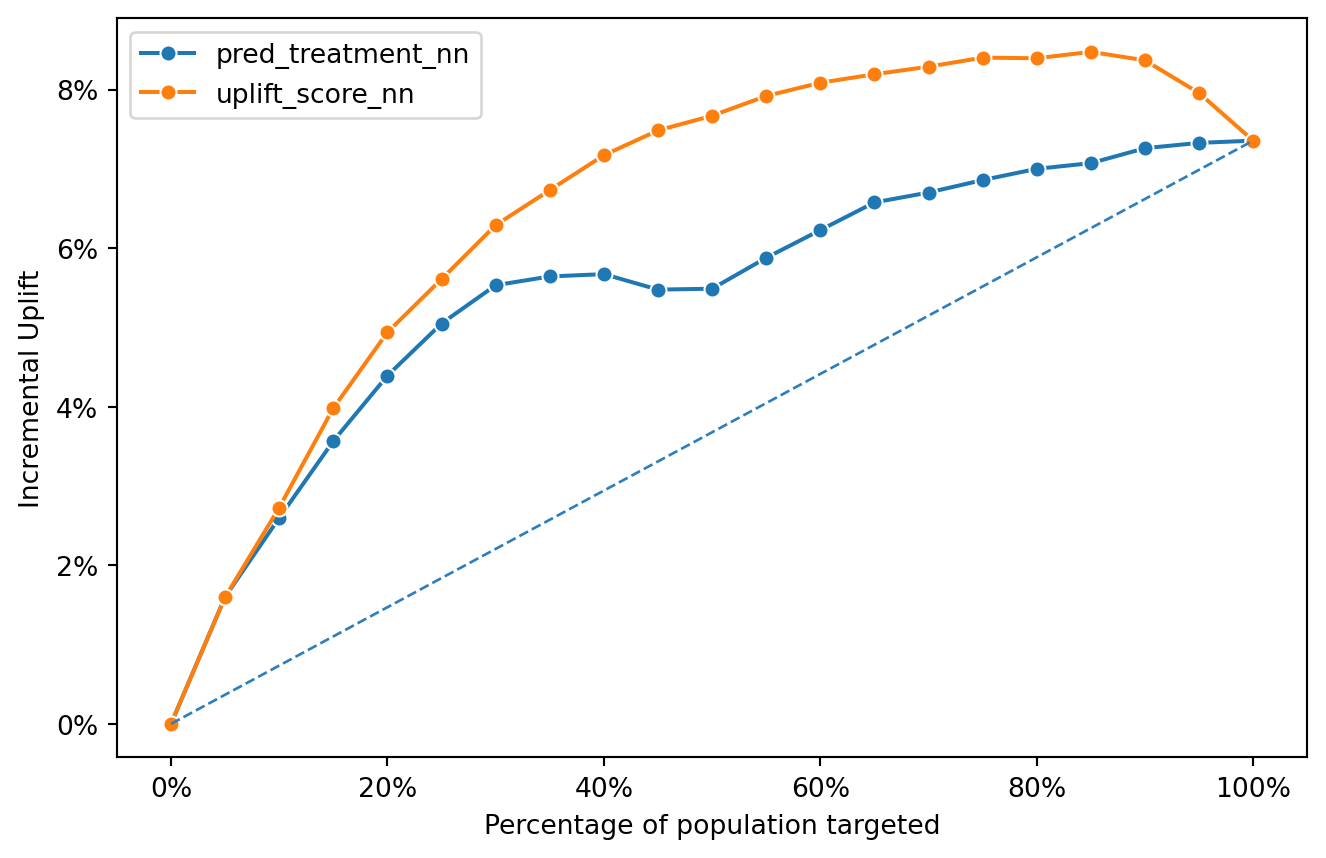 pred_treatment_nn
uplift_score_nn
Incremental Uplift
8%
6%
4%
2%
0%
0% 20% 40% 60% 80% 100%
Percentage of population targeted